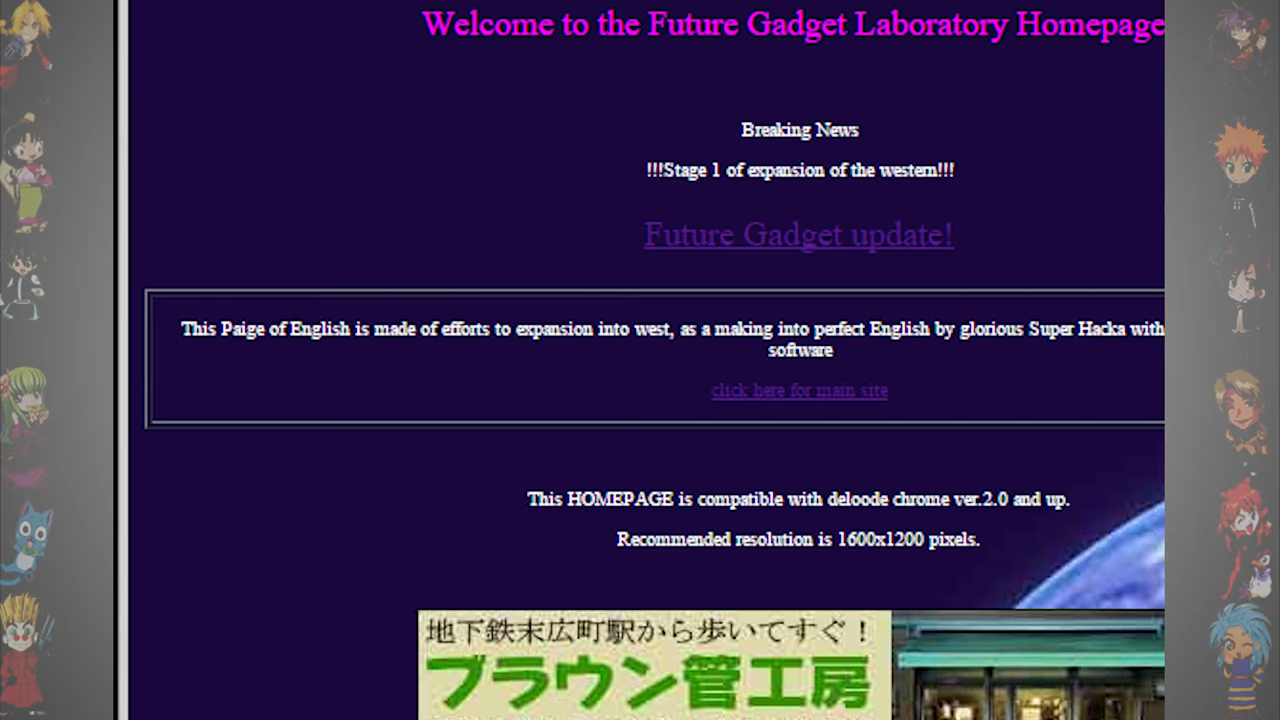 Welcome to the Future Gadget Laboratory Homepage
Breaking News
!!!Stage 1 of expansion of the western!!!
Future Gadget update!
This Paige of English is made of efforts to expansion into west, as a making into perfect English by glorious Super Hacka with
software
click here for main site
This HOMEPAGE is compatible with deloode chrome ver.2.0 and up.
Recommended resolution is 1600x1200 pixels.
地下鉄末広町駅から歩いてすぐ！
ブラウン管工房